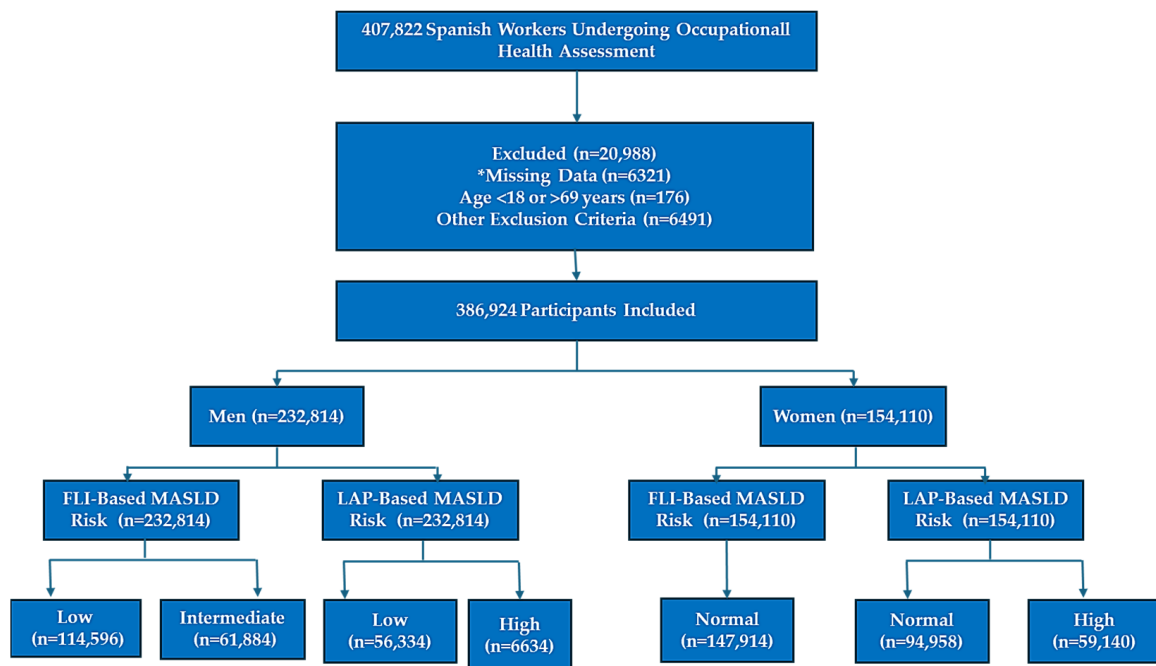 407,822 Spanish Workers Undergoing Occupationall
Health Assessment
Excluded (n=20,988)
*Missing Data (n=6321)
Age <18 or >69 years (n=176)
Other Exclusion Criteria (n=6491)
386,924 Participants Included
Men (n=232,814)
Women (n=154,110)
FLI-Based MASLD
Risk (n=232,814)
LAP-Based MASLD
Risk (n=232,814)
FLI-Based MASLD
Risk (n=154,110)
LAP-Based MASLD
Risk (n=154,110)
Low
(n=114,596)
Intermediate
(n=61,884)
Low
(n=56,334)
High
(n=6634)
Normal
(n=147,914)
Normal
(n=94,958)
High
(n=59,140)